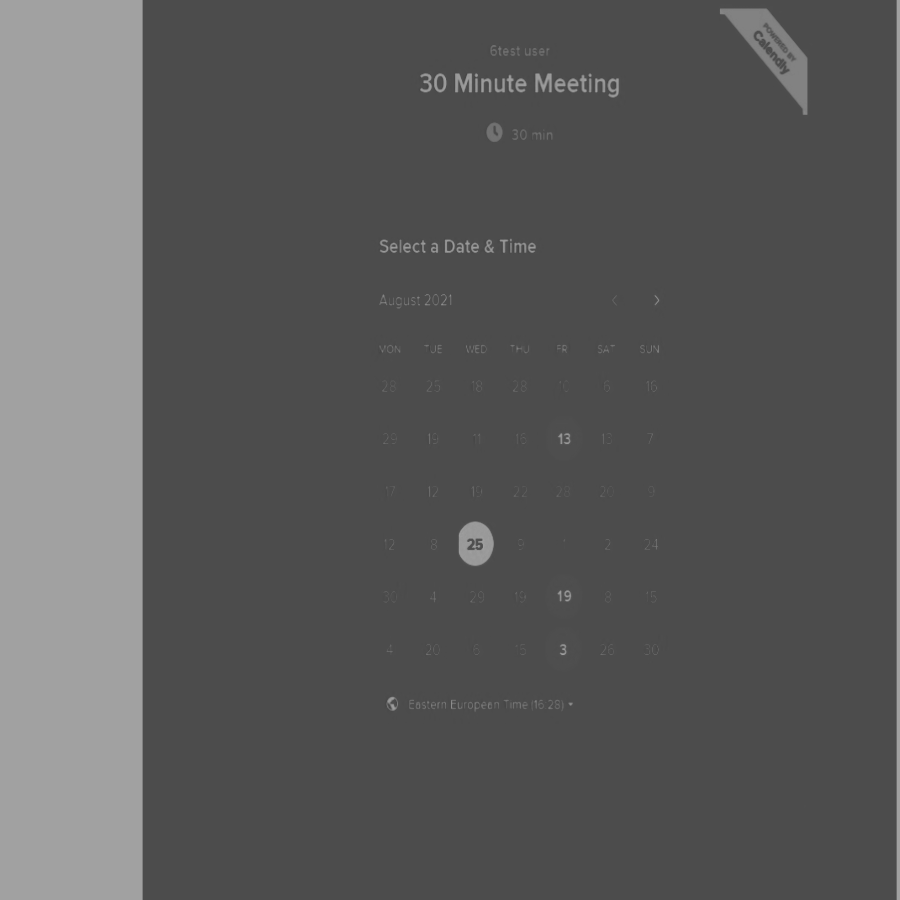 POWERED BY
Calendly
6test user
30 Minute Meeting
30 min
Select a Date & Time
August 2021
MON TUE WED THU FRI SAT SUN
28 25 18 28 6 16
29 19 11 16 13 13 7
17 12 19 22 28 20 9
12 8 25 9 1 2 24
30 4 29 19 19 8 15
4 20 6 15 3 26 30
Eastern European Time (16:28)